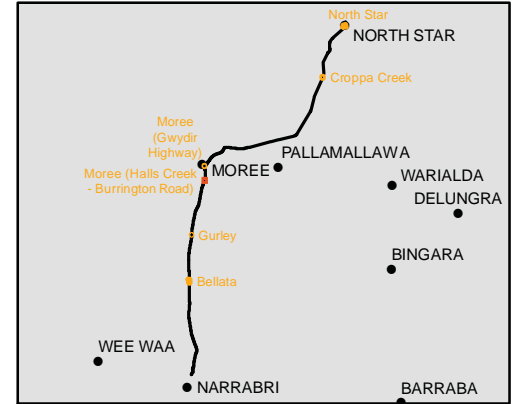 North Star
NORTH STAR
Croppa Creek
Moree
(Gwydir
Highway)
MOREE
PALLAMALLAWA
Moree (Halls Creek
- Burrington Road)
WARIALDA
DELUNGRA
Gurley
BINGARA
Bellata
WEE WAA
NARRABRI
BARRABA